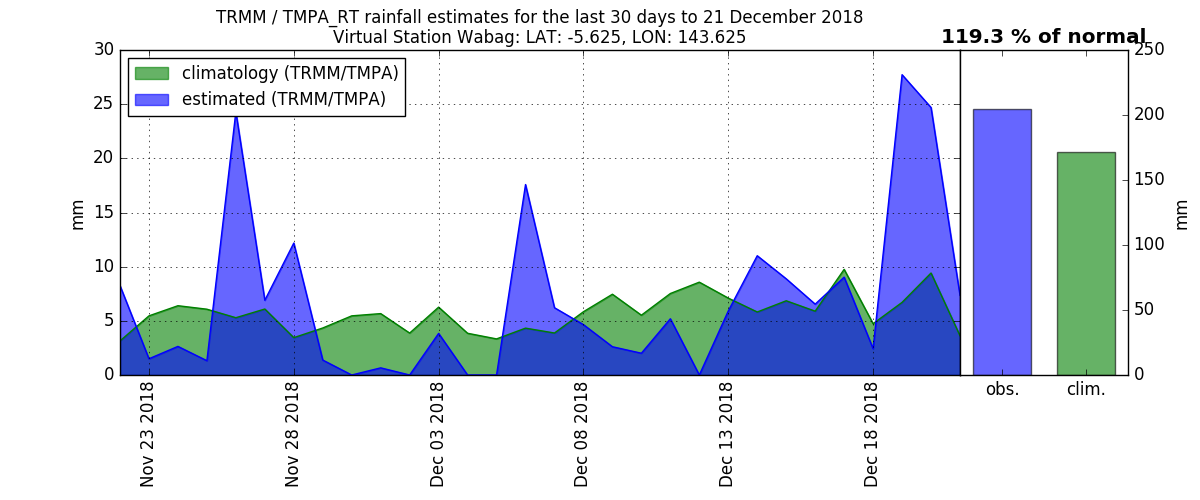 TRMM / TMPA_RT rainfall estimates for the last 30 days to 21 December 2018
Virtual Station Wabag: LAT: -5.625, LON: 143.625
119.3 % of normal
climatology (TRMM/TMPA)
estimated (TRMM/TMPA)
mm
30
25
20
15
10
5
0
Nov 23 2018
Nov 28 2018
Dec 03 2018
Dec 08 2018
Dec 13 2018
Dec 18 2018
250
200
150
100
50
0
mm
obs.
clim.